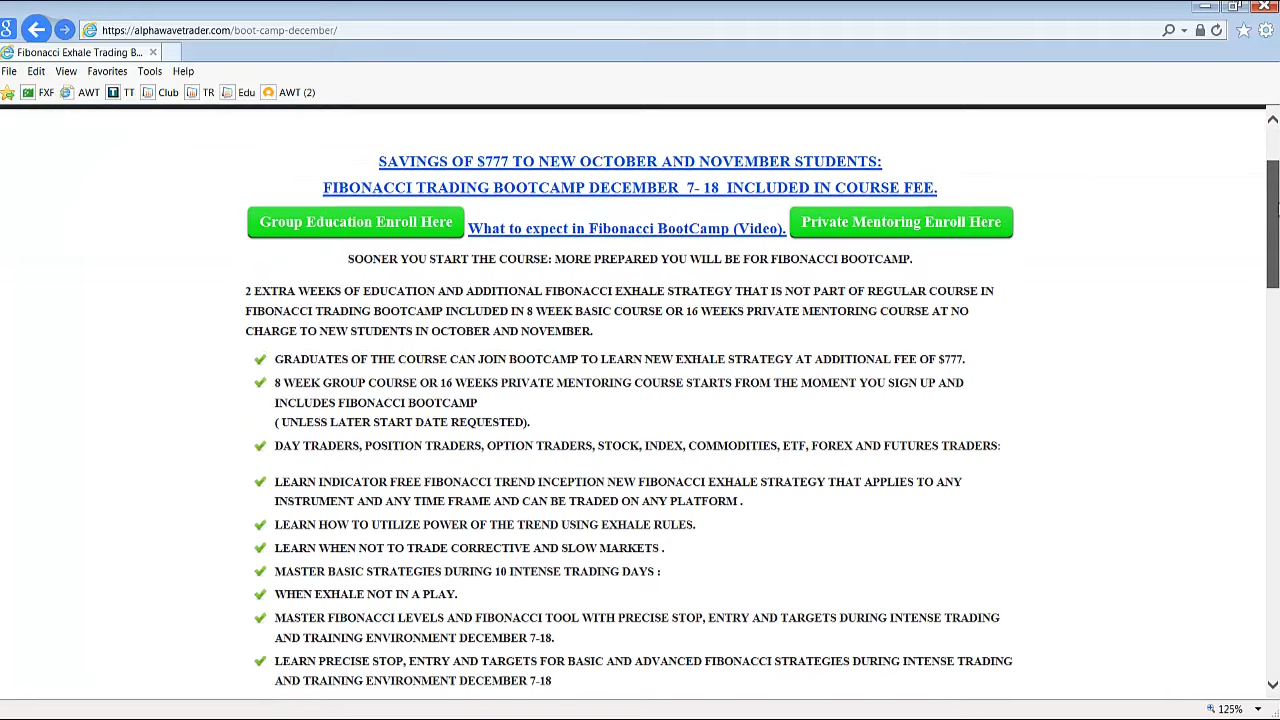 https://alphawavetrader.com/boot-camp-december/
Fibonacci Exhale Trading B...
File Edit View Favorites Tools Help
FXF AWT TT Club TR Edu AWT (2)
SAVINGS OF $777 TO NEW OCTOBER AND NOVEMBER STUDENTS:
FIBONACCI TRADING BOOTCAMP DECEMBER 7- 18 INCLUDED IN COURSE FEE.
Group Education Enroll Here What to expect in Fibonacci BootCamp (Video). Private Mentoring Enroll Here
SOONER YOU START THE COURSE: MORE PREPARED YOU WILL BE FOR FIBONACCI BOOTCAMP.
2 EXTRA WEEKS OF EDUCATION AND ADDITIONAL FIBONACCI EXHALE STRATEGY THAT IS NOT PART OF REGULAR COURSE IN
FIBONACCI TRADING BOOTCAMP INCLUDED IN 8 WEEK BASIC COURSE OR 16 WEEKS PRIVATE MENTORING COURSE AT NO
CHARGE TO NEW STUDENTS IN OCTOBER AND NOVEMBER.
GRADUATES OF THE COURSE CAN JOIN BOOTCAMP TO LEARN NEW EXHALE STRATEGY AT ADDITIONAL FEE OF $777.
8 WEEK GROUP COURSE OR 16 WEEKS PRIVATE MENTORING COURSE STARTS FROM THE MOMENT YOU SIGN UP AND
INCLUDES FIBONACCI BOOTCAMP
( UNLESS LATER START DATE REQUESTED).
DAY TRADERS, POSITION TRADERS, OPTION TRADERS, STOCK, INDEX, COMMODITIES, ETF, FOREX AND FUTURES TRADERS:
LEARN INDICATOR FREE FIBONACCI TREND INCEPTION NEW FIBONACCI EXHALE STRATEGY THAT APPLIES TO ANY
INSTRUMENT AND ANY TIME FRAME AND CAN BE TRADED ON ANY PLATFORM .
LEARN HOW TO UTILIZE POWER OF THE TREND USING EXHALE RULES.
LEARN WHEN NOT TO TRADE CORRECTIVE AND SLOW MARKETS .
MASTER BASIC STRATEGIES DURING 10 INTENSE TRADING DAYS :
WHEN EXHALE NOT IN A PLAY.
MASTER FIBONACCI LEVELS AND FIBONACCI TOOL WITH PRECISE STOP, ENTRY AND TARGETS DURING INTENSE TRADING
AND TRAINING ENVIRONMENT DECEMBER 7-18.
LEARN PRECISE STOP, ENTRY AND TARGETS FOR BASIC AND ADVANCED FIBONACCI STRATEGIES DURING INTENSE TRADING
AND TRAINING ENVIRONMENT DECEMBER 7-18
125%